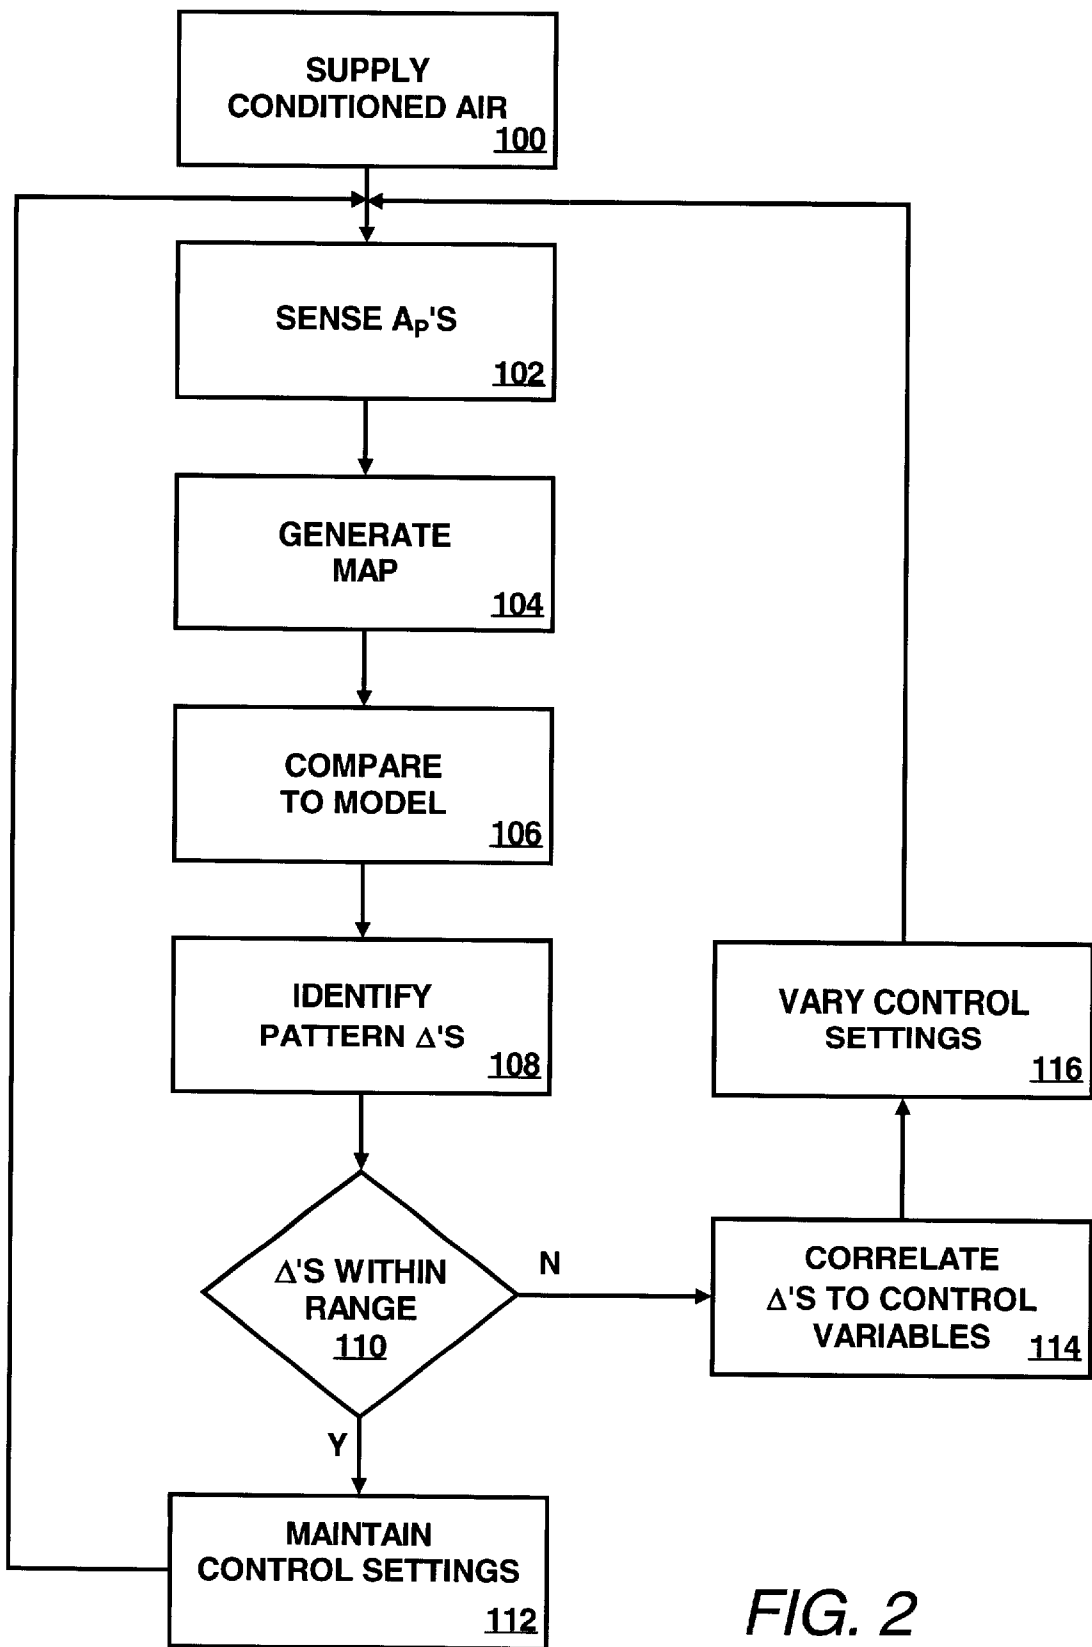 SUPPLY
CONDITIONED AIR
100
SENSE AP'S
102
GENERATE
MAP
104
COMPARE
TO MODEL
106
IDENTIFY
PATTERN Δ'S
108
Δ'S WITHIN
RANGE
110
N
Y
MAINTAIN
CONTROL SETTINGS
112
CORRELATE
Δ'S TO CONTROL
VARIABLES
114
VARY CONTROL
SETTINGS
116
FIG. 2